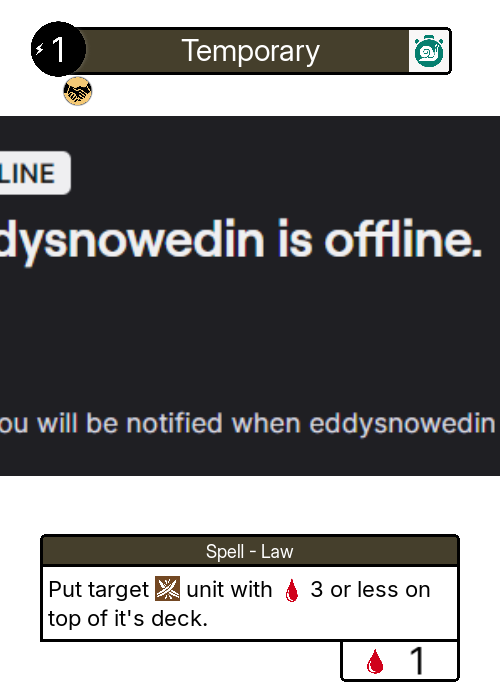 1 Temporary
LINE
dysnowedin is offline.
ou will be notified when eddysnowedin
Spell - Law
Put target unit with 3 or less on
top of it's deck.
1